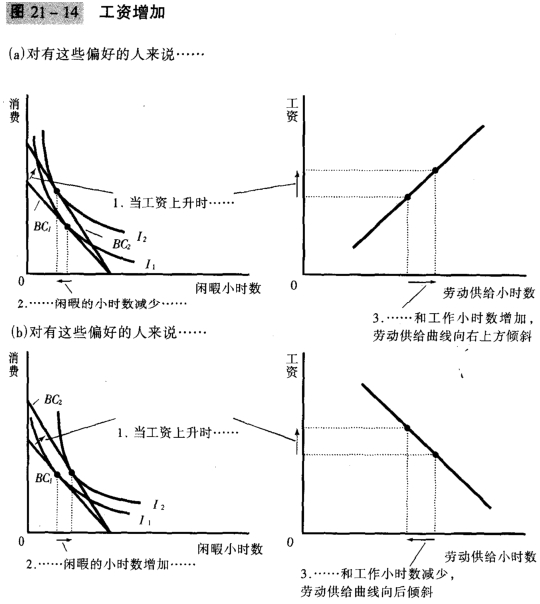 图 21-14 工资增加
(a)对有这些偏好的人来说……
消费
BC₁
BC₂
I₂
I₁
0
闲暇小时数
1. 当工资上升时……
2.……闲暇的小时数减少……
工资
0
劳动供给小时数
3.……和工作小时数增加，
劳动供给曲线向右上方倾斜
(b)对有这些偏好的人来说……
消费
BC₂
BC₁
I₂
I₁
0
闲暇小时数
1. 当工资上升时……
2.……闲暇的小时数增加……
工资
0
劳动供给小时数
3.……和工作小时数减少，
劳动供给曲线向后倾斜